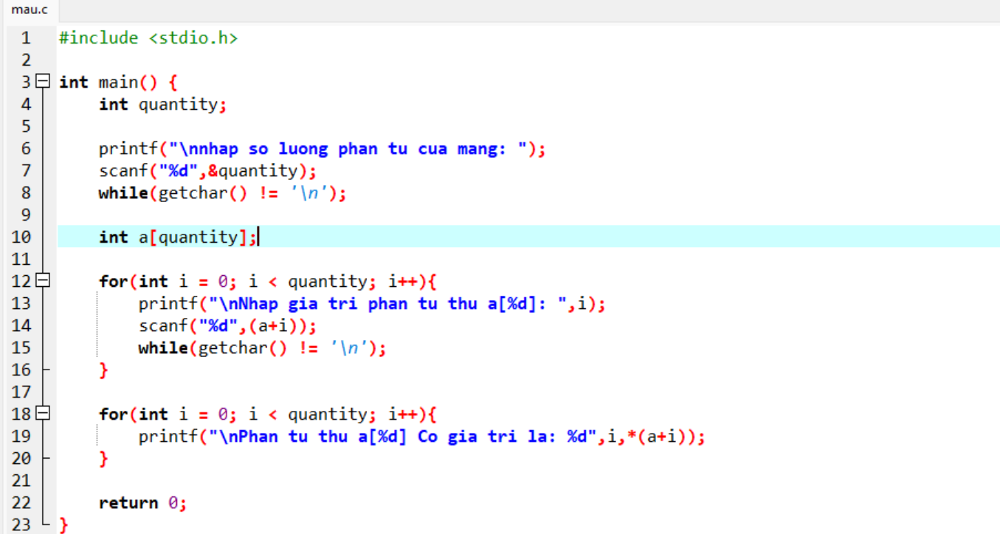 mau.c
1 #include <stdio.h>
2
3 int main() {
4 int quantity;
5
6 printf("\nnhap so luong phan tu cua mang: ");
7 scanf("%d",&quantity);
8 while(getchar() != '\n');
9
10 int a[quantity];
11
12 for(int i = 0; i < quantity; i++){
13 printf("\nNhap gia tri phan tu thu a[%d]: ",i);
14 scanf("%d",(a+i));
15 while(getchar() != '\n');
16 }
17
18 for(int i = 0; i < quantity; i++){
19 printf("\nPhan tu thu a[%d] Co gia tri la: %d",i,*(a+i));
20 }
21
22 return 0;
23 }